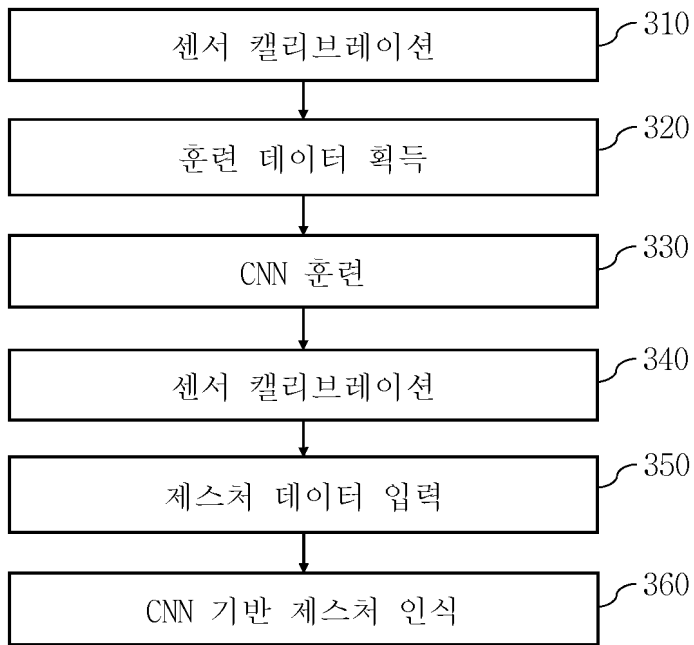 센서 캘리브레이션
310
훈련 데이터 획득
320
CNN 훈련
330
센서 캘리브레이션
340
제스처 데이터 입력
350
CNN 기반 제스처 인식
360